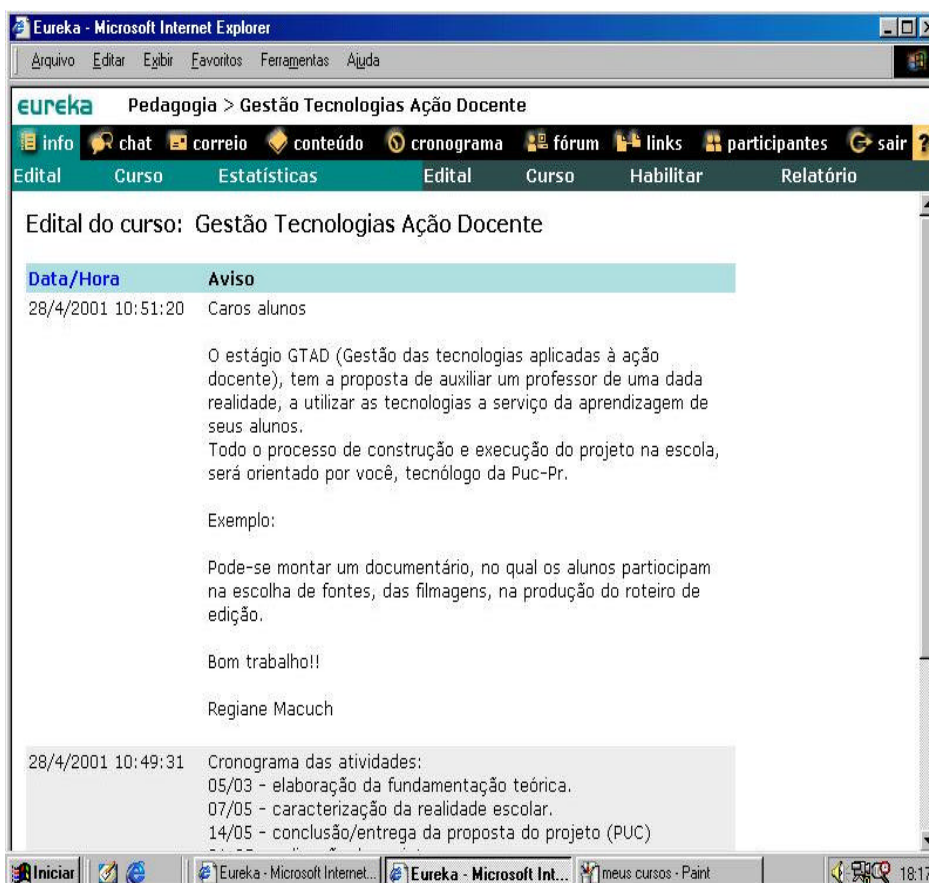 Eureka - Microsoft Internet Explorer
Arquivo Editar Exibir Favoritos Ferramentas Ajuda
eureka Pedagogia > Gestão Tecnologias Ação Docente
info chat correio conteúdo cronograma fórum links participantes sair ?
Edital Curso Estatísticas Edital Curso Habilitar Relatório
Edital do curso: Gestão Tecnologias Ação Docente
Data/Hora Aviso
28/4/2001 10:51:20 Caros alunos
O estágio GTAD (Gestão das tecnologias aplicadas à ação
docente), tem a proposta de auxiliar um professor de uma dada
realidade, a utilizar as tecnologias a serviço da aprendizagem de
seus alunos.
Todo o processo de construção e execução do projeto na escola,
será orientado por você, tecnólogo da Puc-Pr.
Exemplo:
Pode-se montar um documentário, no qual os alunos partiocipam
na escolha de fontes, das filmagens, na produção do roteiro de
edição.
Bom trabalho!!
Regiane Macuch
28/4/2001 10:49:31 Cronograma das atividades:
05/03 - elaboração da fundamentação teórica.
07/05 - caracterização da realidade escolar.
14/05 - conclusão/entrega da proposta do projeto (PUC)
Iniciar Eureka - Microsoft Internet... Eureka - Microsoft Int... meus cursos - Paint 18:17